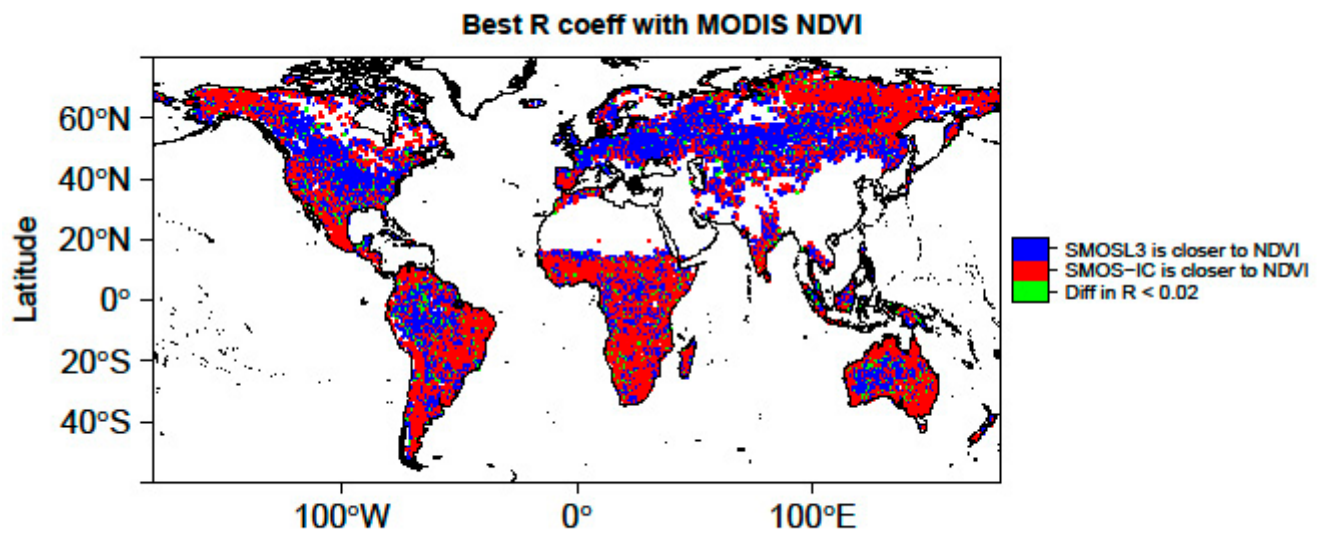 Best R coeff with MODIS NDVI
60°N
40°N
20°N
0°
20°S
40°S
Latitude
100°W
0°
100°E
SMOSL3 is closer to NDVI
SMOS-IC is closer to NDVI
Diff in R < 0.02